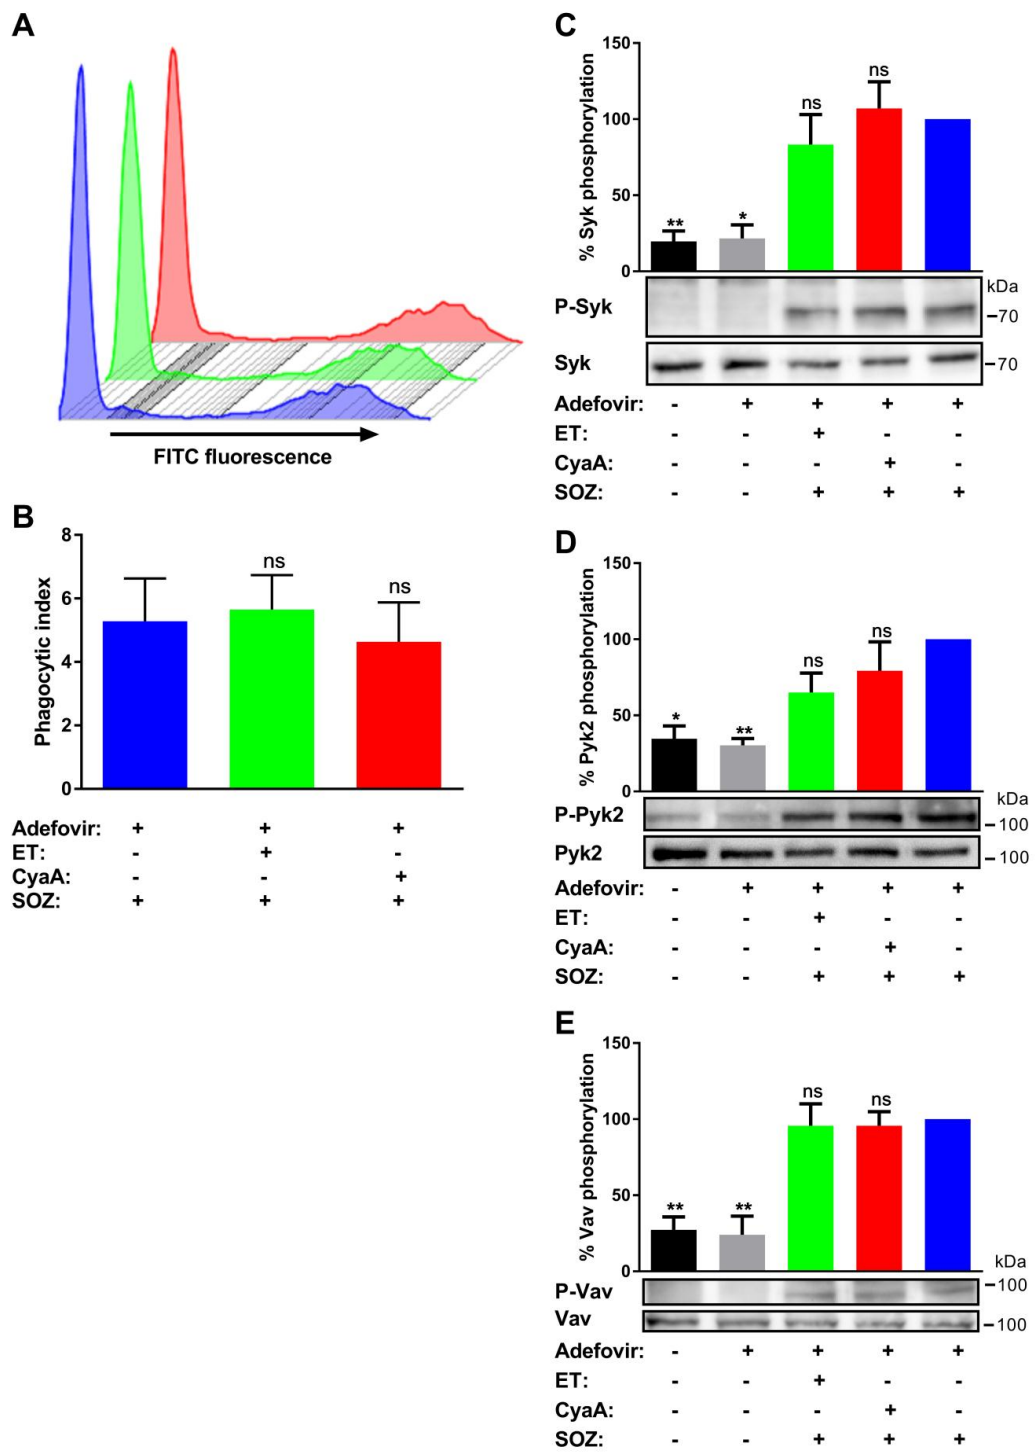 A
FITC fluorescence
B
8
6
4
2
0
Phagocytic index
ns
ns
Adefovir: + + +
ET: - + -
CyaA: - - +
SOZ: + + +
C
150
100
50
0
% Syk phosphorylation
** * ns ns
kDa
P-Syk –70
Syk –70
Adefovir: - + + + +
ET: - - + - -
CyaA: - - - + -
SOZ: - - + + +
D
150
100
50
0
% Pyk2 phosphorylation
* ** ns ns
kDa
P-Pyk2 –100
Pyk2 –100
Adefovir: - + + + +
ET: - - + - -
CyaA: - - - + -
SOZ: - - + + +
E
150
100
50
0
% Vav phosphorylation
** ** ns ns
kDa
P-Vav –100
Vav –100
Adefovir: - + + + +
ET: - - + - -
CyaA: - - - + -
SOZ: - - + + +